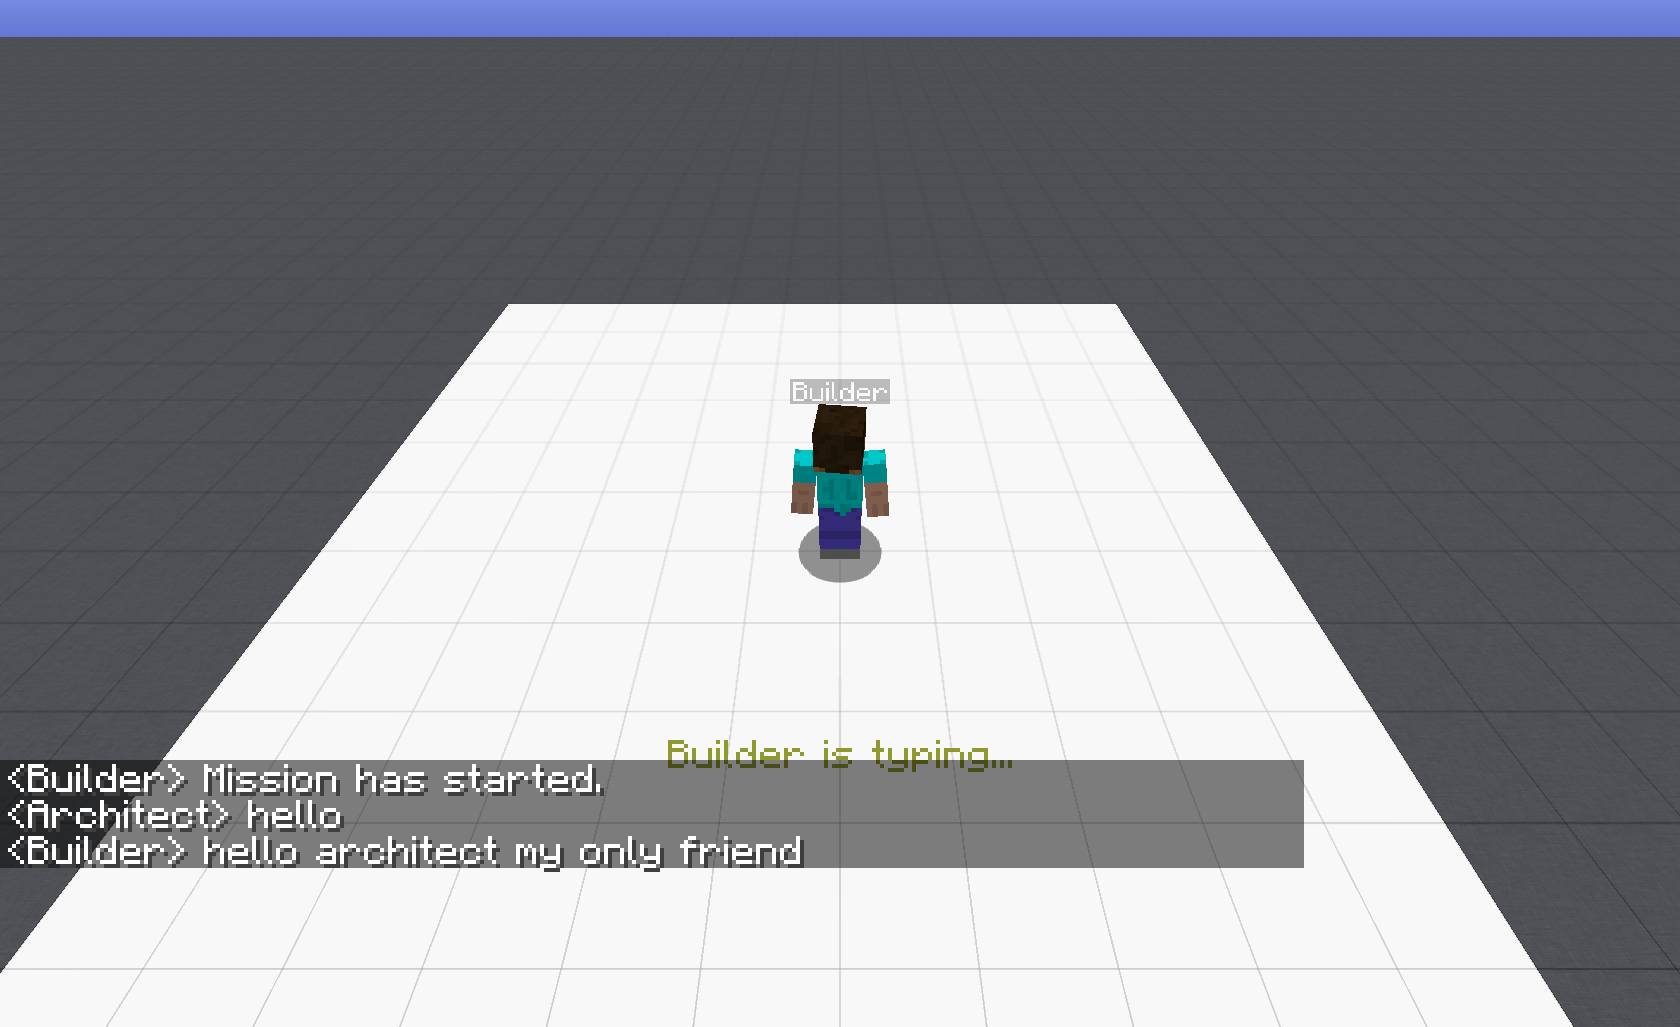 Builder
Builder is typing...
<Builder> Mission has started.
<Architect> hello
<Builder> hello architect my only friend